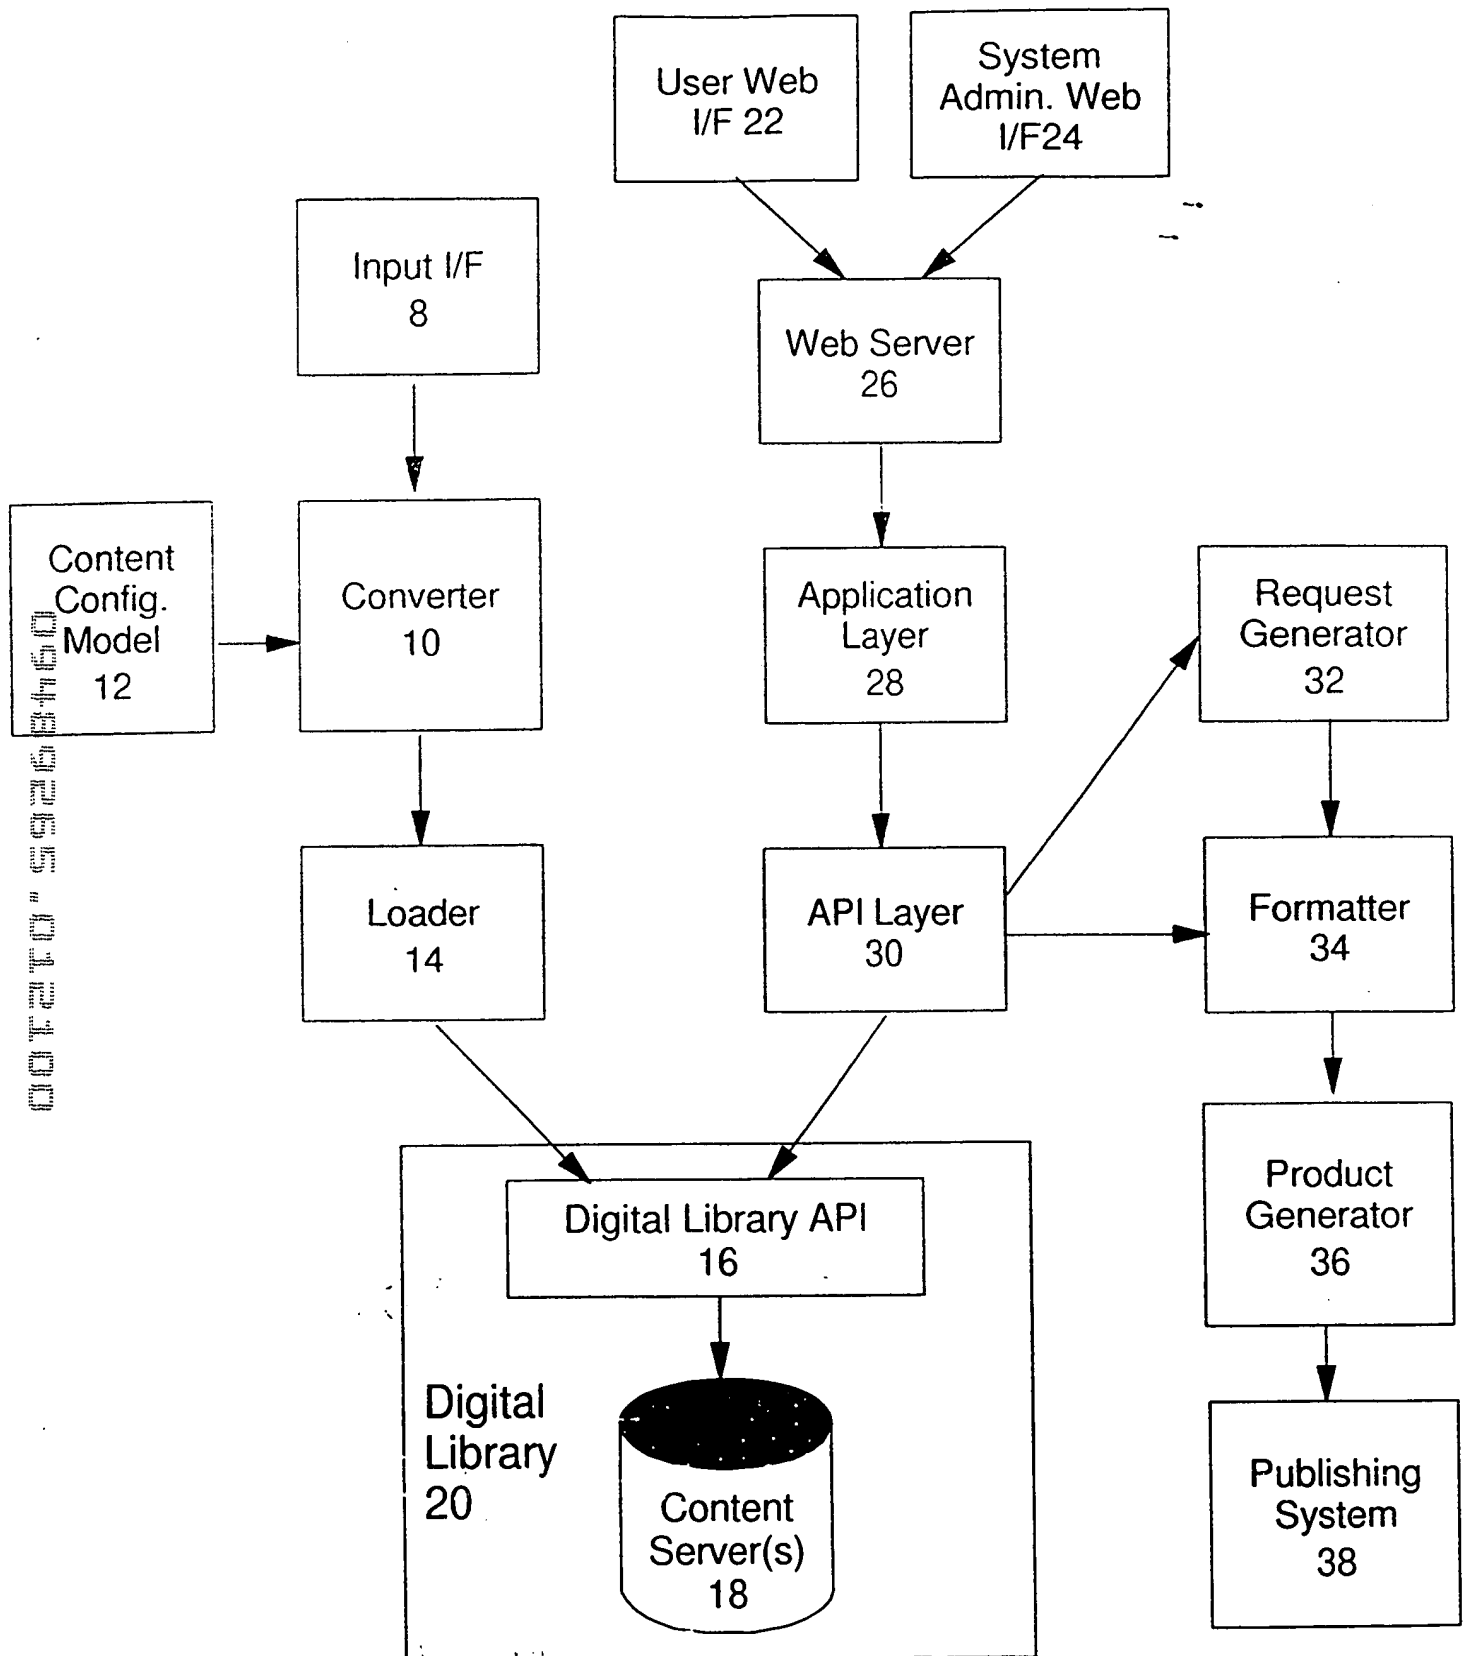 User Web
I/F 22
System
Admin. Web
I/F24
Input I/F
8
Web Server
26
Content
Config.
Model
12
Converter
10
Application
Layer
28
Request
Generator
32
Loader
14
API Layer
30
Formatter
34
Digital Library API
16
Product
Generator
36
Digital
Library
20
Content
Server(s)
18
Publishing
System
38
09489265.012100